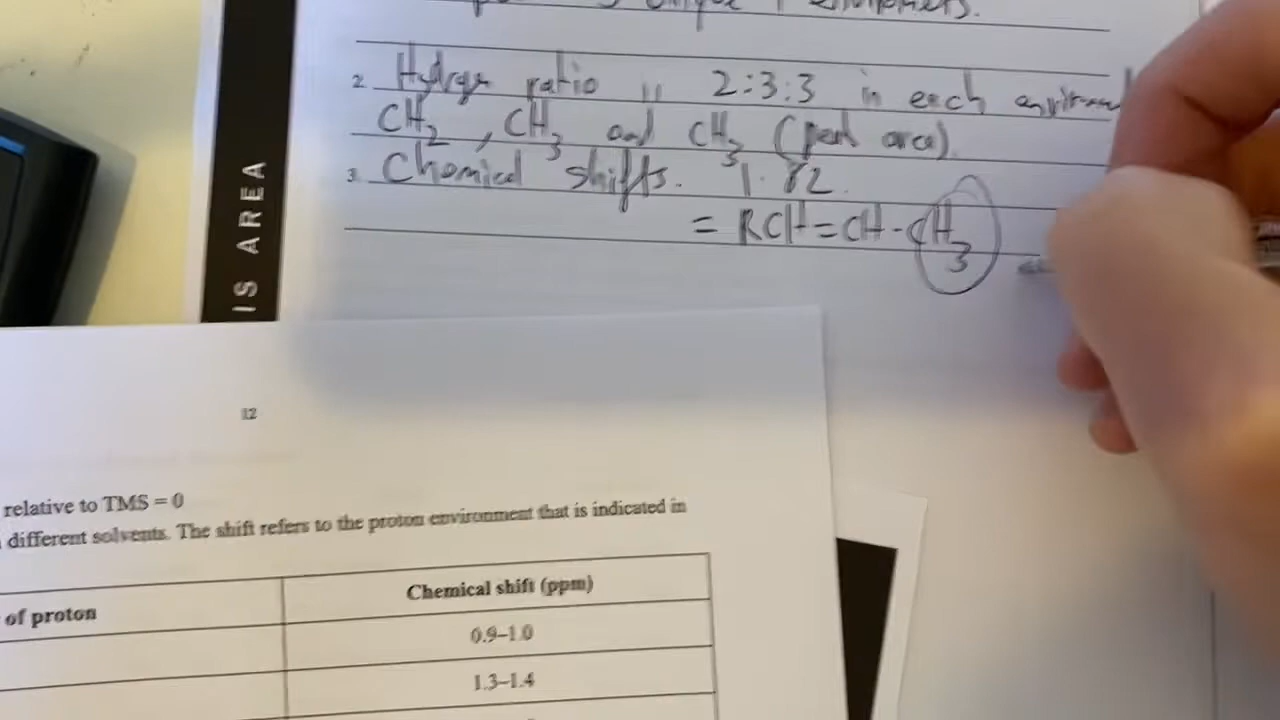 2. Hydrogen ratio is 2:3:3 in each environment
CH2, CH3 and CH3 (peak area)
3. Chemical shifts. 1.82.
= RCH=CH-CH3
IS AREA
12
relative to TMS = 0
different solvents. The shift refers to the proton environment that is indicated in
of proton
Chemical shift (ppm)
0.9–1.0
1.3–1.4